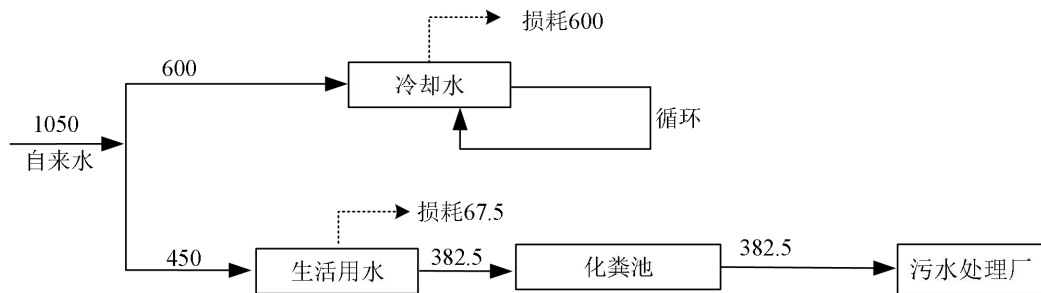 损耗600
600
冷却水
循环
1050
自来水
损耗67.5
450
生活用水
382.5
化粪池
382.5
污水处理厂